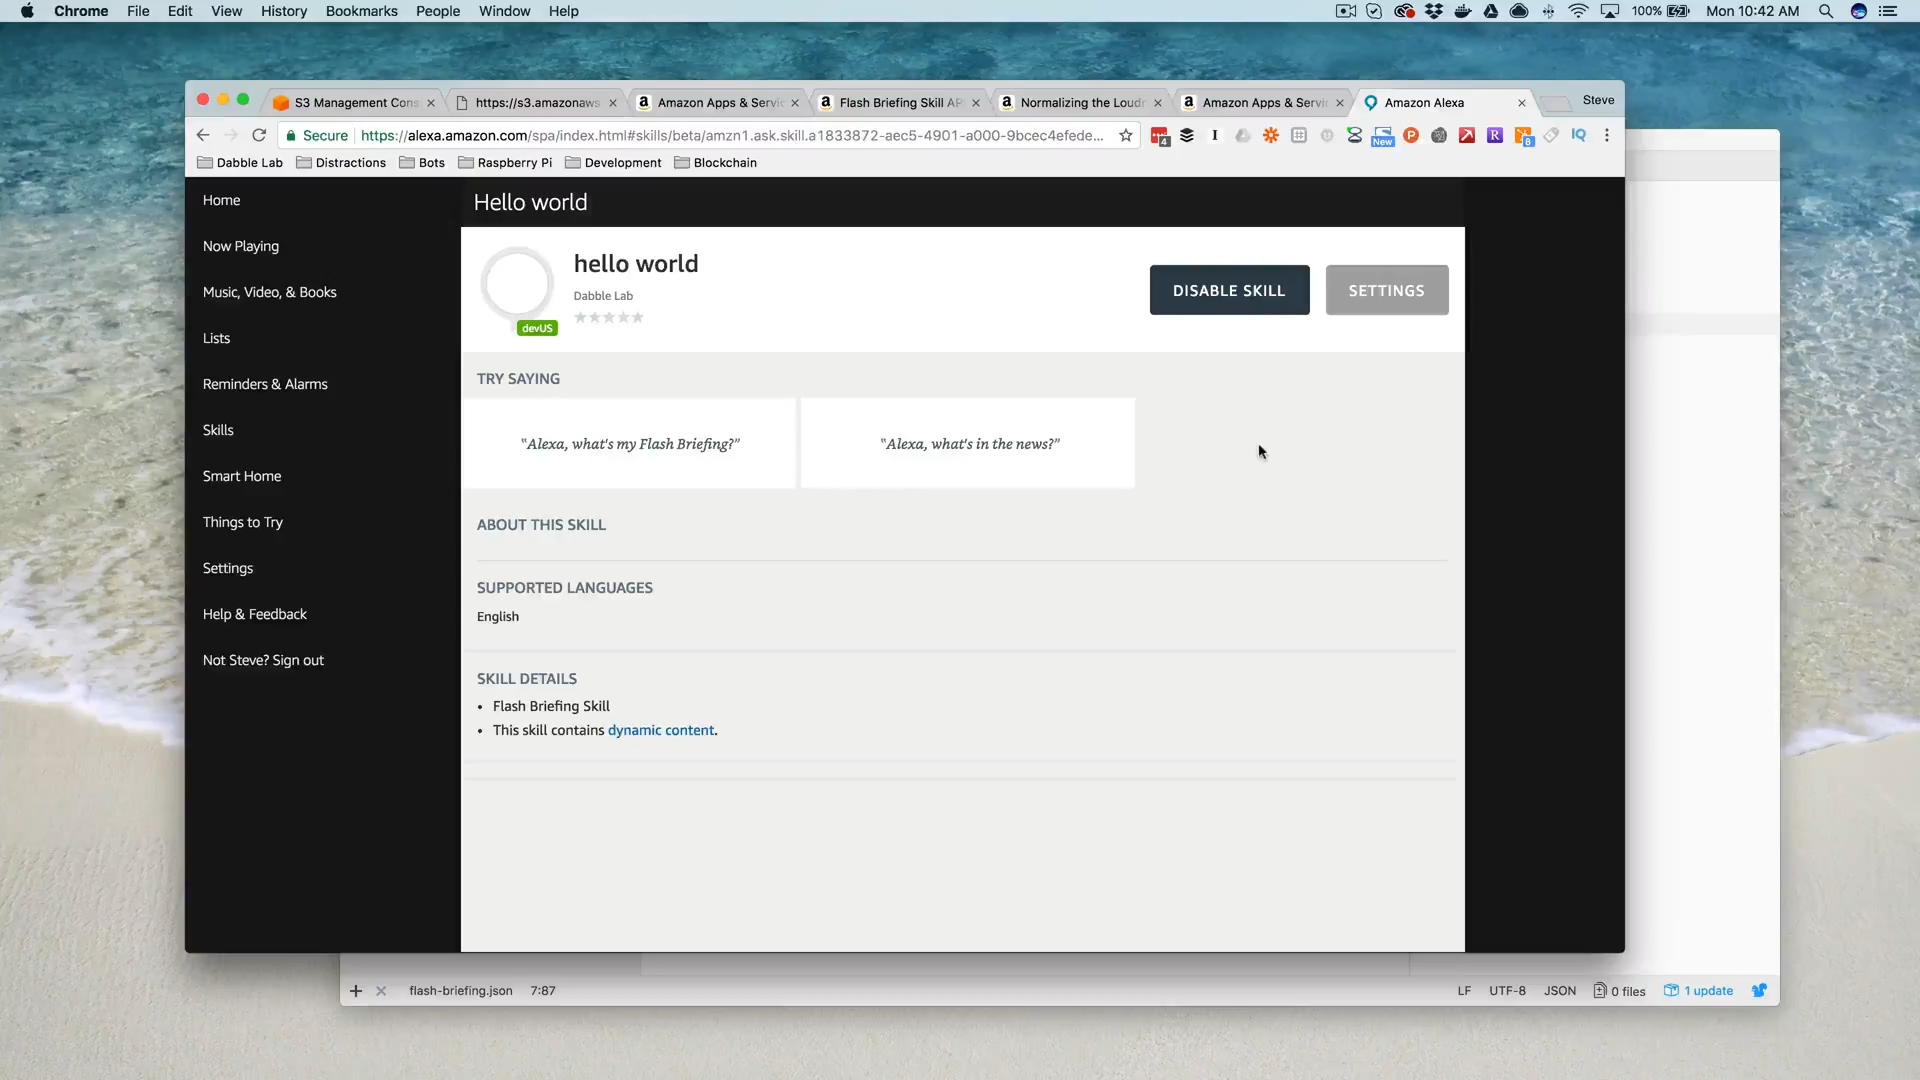 Chrome File Edit View History Bookmarks People Window Help 100% Mon 10:42 AM
S3 Management Cons https://s3.amazonaws Amazon Apps & Servic Flash Briefing Skill AP Normalizing the Loudn Amazon Apps & Servic Amazon Alexa Steve
Secure https://alexa.amazon.com/spa/index.html#skills/beta/amzn1.ask.skill.a1833872-aec5-4901-a000-9bcec4efede...
Dabble Lab Distractions Bots Raspberry Pi Development Blockchain
Home
Now Playing
Music, Video, & Books
Lists
Reminders & Alarms
Skills
Smart Home
Things to Try
Settings
Help & Feedback
Not Steve? Sign out
Hello world
hello world
Dabble Lab
devUS
DISABLE SKILL
SETTINGS
TRY SAYING
"Alexa, what's my Flash Briefing?"
"Alexa, what's in the news?"
ABOUT THIS SKILL
SUPPORTED LANGUAGES
English
SKILL DETAILS
• Flash Briefing Skill
• This skill contains dynamic content.
flash-briefing.json 7:87 LF UTF-8 JSON 0 files 1 update